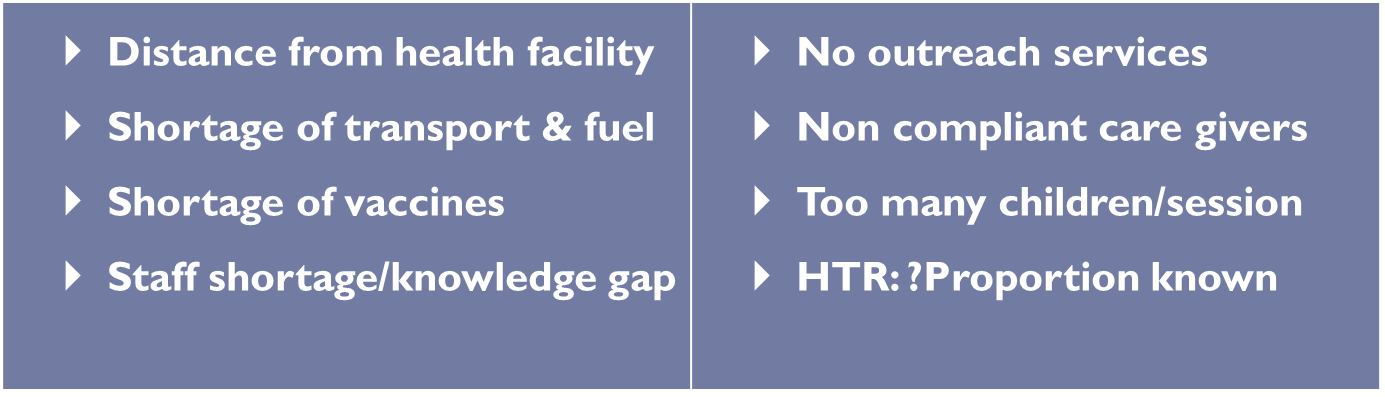 Distance from health facility
Shortage of transport & fuel
Shortage of vaccines
Staff shortage/knowledge gap
No outreach services
Non compliant care givers
Too many children/session
HTR: ?Proportion known